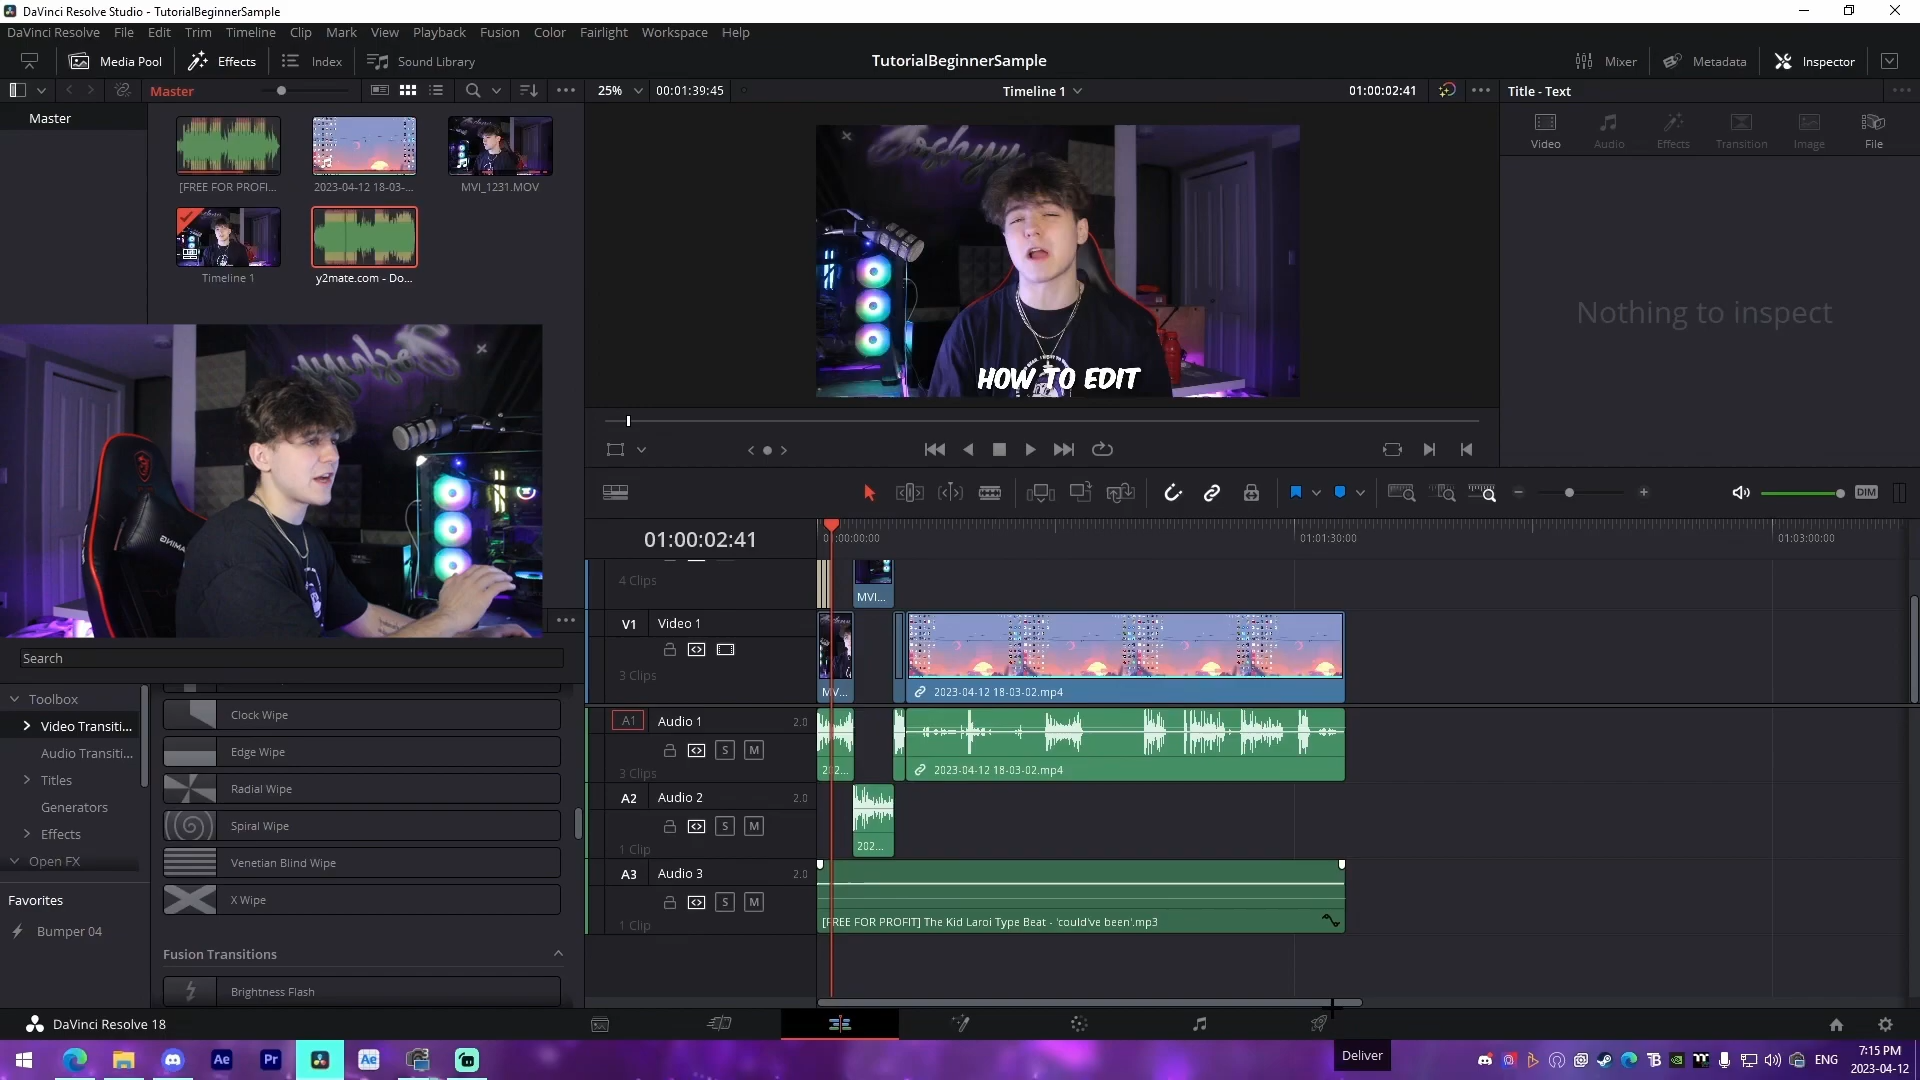 DaVinci Resolve Studio - TutorialBeginnerSample
DaVinci Resolve File Edit Trim Timeline Clip Mark View Playback Fusion Color Fairlight Workspace Help
Media Pool Effects Index Sound Library TutorialBeginnerSample Mixer Metadata Inspector
Master 25% 00:01:39:45 Timeline 1 01:00:02:41 Title - Text
Master
Video Audio Effects Transition Image File
[FREE FOR PROFI... 2023-04-12 18-03-... MVI_1231.MOV
Timeline 1 y2mate.com - Do...
Nothing to inspect
HOW TO EDIT
DIM
01:00:02:41 01:00:00:00 01:01:30:00 01:03:00:00
4 Clips MVI...
V1 Video 1
3 Clips
MV... 2023-04-12 18-03-02.mp4
Search
Toolbox
Video Transiti...
Audio Transiti...
Titles
Generators
Effects
Open FX
Favorites
Bumper 04
Clock Wipe
Edge Wipe
Radial Wipe
Spiral Wipe
Venetian Blind Wipe
X Wipe
Fusion Transitions
Brightness Flash
A1 Audio 1 2.0
S M
3 Clips 202... 2023-04-12 18-03-02.mp4
A2 Audio 2 2.0
S M
1 Clip 202...
A3 Audio 3 2.0
S M
1 Clip [FREE FOR PROFIT] The Kid Laroi Type Beat - 'could've been'.mp3
DaVinci Resolve 18
Deliver
Ae Pr Ae
ENG 7:15 PM
2023-04-12